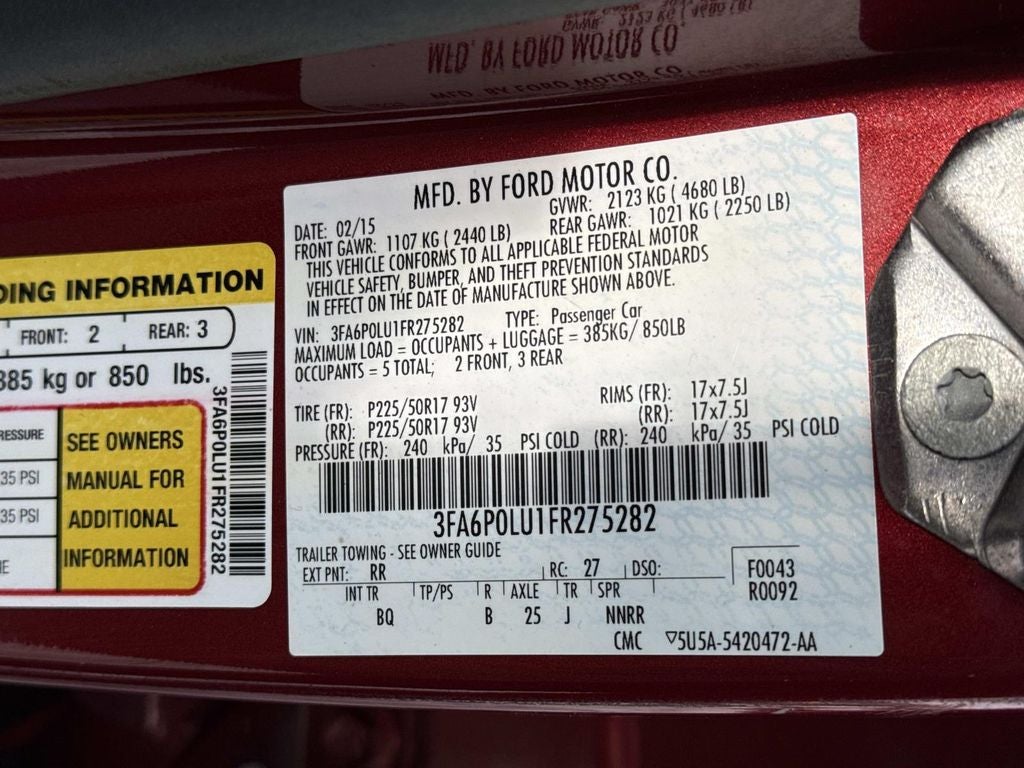 MFD. BY FORD MOTOR CO.
DATE: 02/15 GVWR: 2123 KG ( 4680 LB)
FRONT GAWR: 1107 KG ( 2440 LB) REAR GAWR: 1021 KG ( 2250 LB)
THIS VEHICLE CONFORMS TO ALL APPLICABLE FEDERAL MOTOR
VEHICLE SAFETY, BUMPER, AND THEFT PREVENTION STANDARDS
IN EFFECT ON THE DATE OF MANUFACTURE SHOWN ABOVE.
VIN: 3FA6P0LU1FR275282 TYPE: Passenger Car
MAXIMUM LOAD = OCCUPANTS + LUGGAGE = 385KG/ 850LB
OCCUPANTS = 5 TOTAL; 2 FRONT, 3 REAR
TIRE (FR): P225/50R17 93V RIMS (FR): 17x7.5J
(RR): P225/50R17 93V (RR): 17x7.5J
PRESSURE (FR): 240 kPa/ 35 PSI COLD (RR): 240 kPa/ 35 PSI COLD
3FA6P0LU1FR275282
TRAILER TOWING - SEE OWNER GUIDE
EXT PNT: RR RC: 27 DSO: F0043
INT TR TP/PS R AXLE TR SPR R0092
BQ B 25 J NNRR
CMC ▽5U5A-5420472-AA
DING INFORMATION
FRONT: 2 REAR: 3
385 kg or 850 lbs.
RESSURE
35 PSI
35 PSI
SEE OWNERS
MANUAL FOR
ADDITIONAL
INFORMATION
3FA6P0LU1FR275282
MFD. BY FORD MOTOR CO.